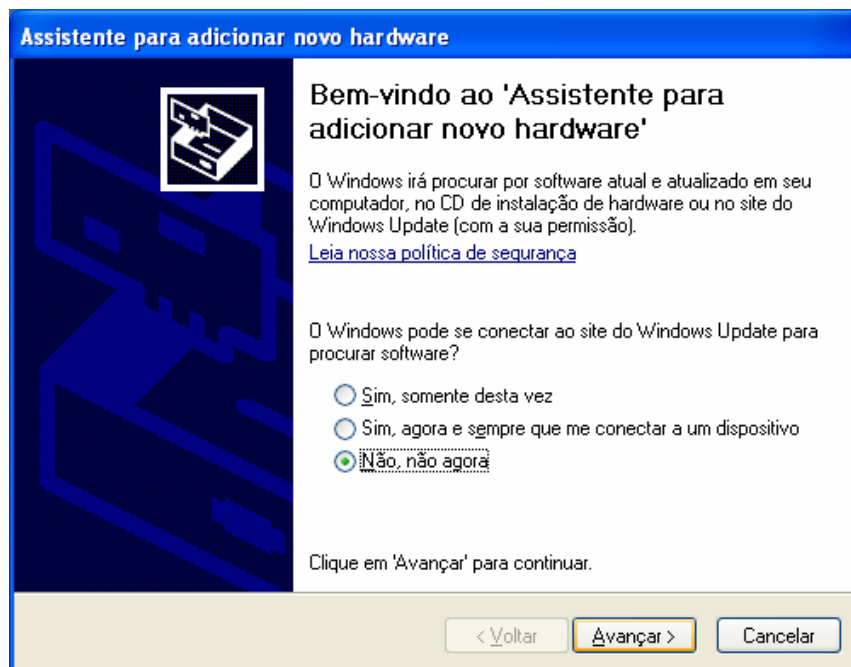 Assistente para adicionar novo hardware
Bem-vindo ao 'Assistente para
adicionar novo hardware'
O Windows irá procurar por software atual e atualizado em seu
computador, no CD de instalação de hardware ou no site do
Windows Update (com a sua permissão).
Leia nossa política de segurança
O Windows pode se conectar ao site do Windows Update para
procurar software?
Sim, somente desta vez
Sim, agora e sempre que me conectar a um dispositivo
Não, não agora
Clique em 'Avançar' para continuar.
< Voltar Avançar > Cancelar